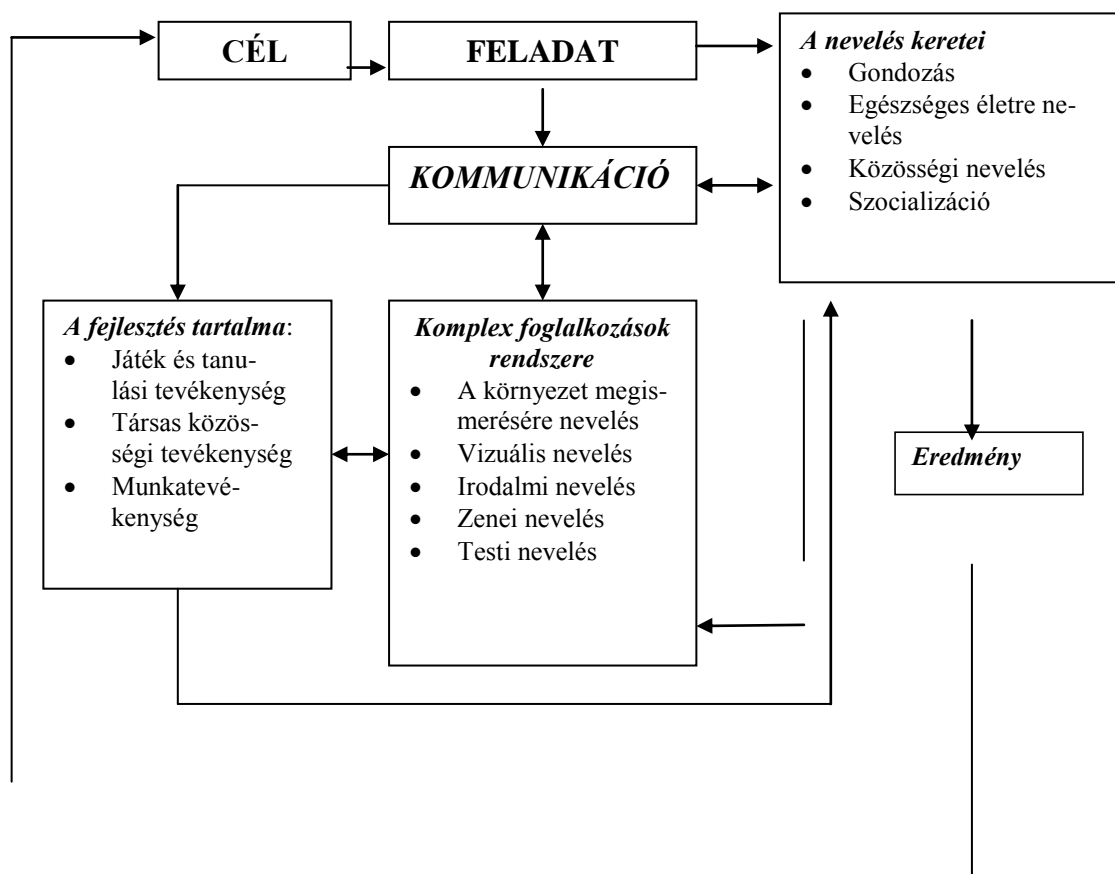 CÉL
FELADAT
A nevelés keretei
• Gondozás
• Egészséges életre ne-
velés
• Közösségi nevelés
• Szocializáció
KOMMUNIKÁCIÓ
A fejlesztés tartalma:
• Játék és tanu-
lási tevékenység
• Társas közös-
ségi tevékenység
• Munkatevé-
kenység
Komplex foglalkozások
rendszere
• A környezet megis-
merésére nevelés
• Vizuális nevelés
• Irodalmi nevelés
• Zenei nevelés
• Testi nevelés
Eredmény